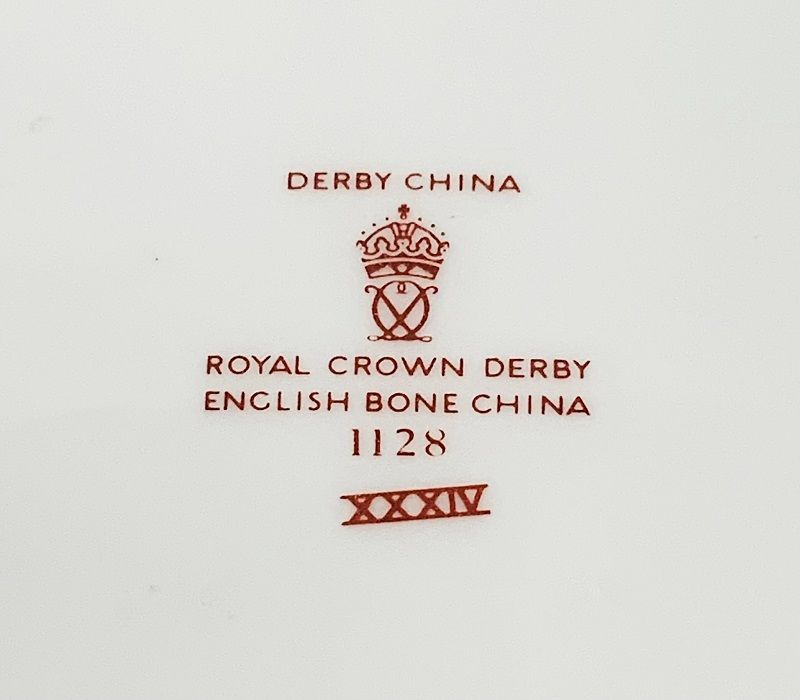 DERBY CHINA
ROYAL CROWN DERBY
ENGLISH BONE CHINA
1128
XXXIV